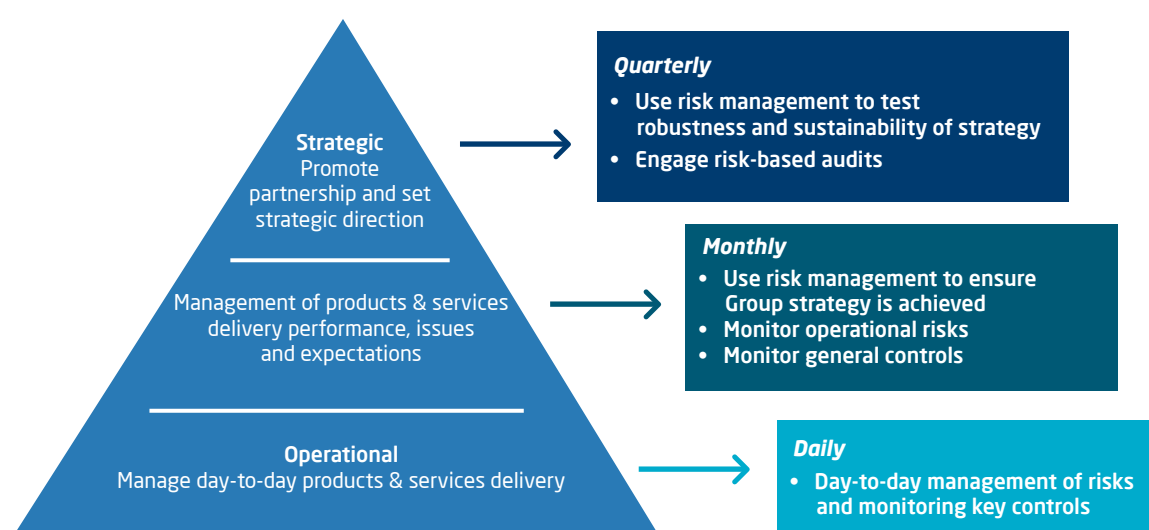 Strategic
Promote
partnership and set
strategic direction
Quarterly
• Use risk management to test
robustness and sustainability of strategy
• Engage risk-based audits
Management of products & services
delivery performance, issues
and expectations
Monthly
• Use risk management to ensure
Group strategy is achieved
• Monitor operational risks
• Monitor general controls
Operational
Manage day-to-day products & services delivery
Daily
• Day-to-day management of risks
and monitoring key controls